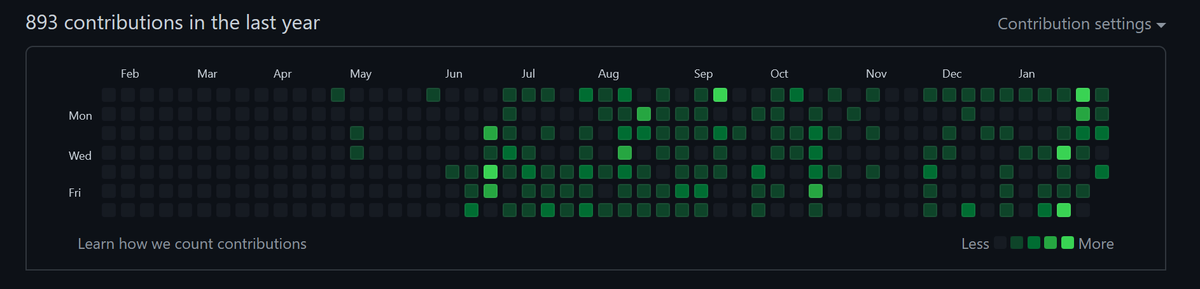 893 contributions in the last year
Contribution settings
Feb Mar Apr May Jun Jul Aug Sep Oct Nov Dec Jan
Mon
Wed
Fri
Learn how we count contributions
Less More